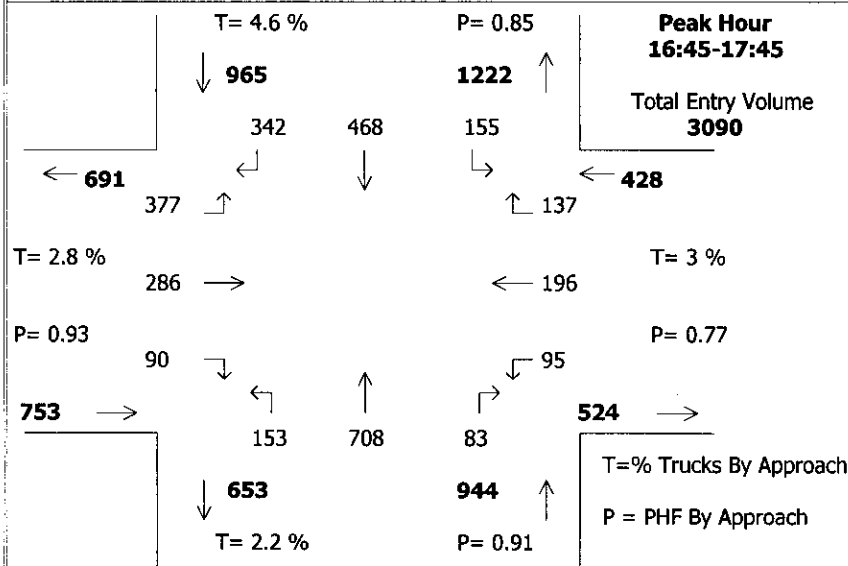 T= 4.6 % P= 0.85 Peak Hour
16:45-17:45
965 1222 Total Entry Volume
3090
342 468 155
691 428
377 137
T= 2.8 % T= 3 %
286 196
P= 0.93 P= 0.77
90 95
753 524
153 708 83
T=% Trucks By Approach
653 944
P = PHF By Approach
T= 2.2 % P= 0.91